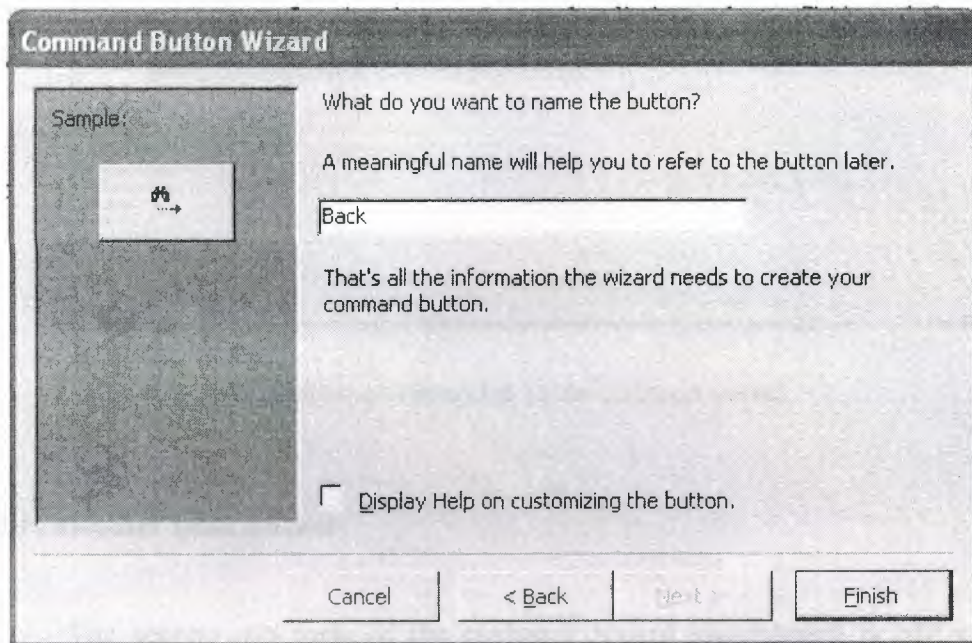 Command Button Wizard
Sample:
What do you want to name the button?
A meaningful name will help you to refer to the button later.
Back
That's all the information the wizard needs to create your
command button.
Display Help on customizing the button.
Cancel
< Back
Next >
Finish